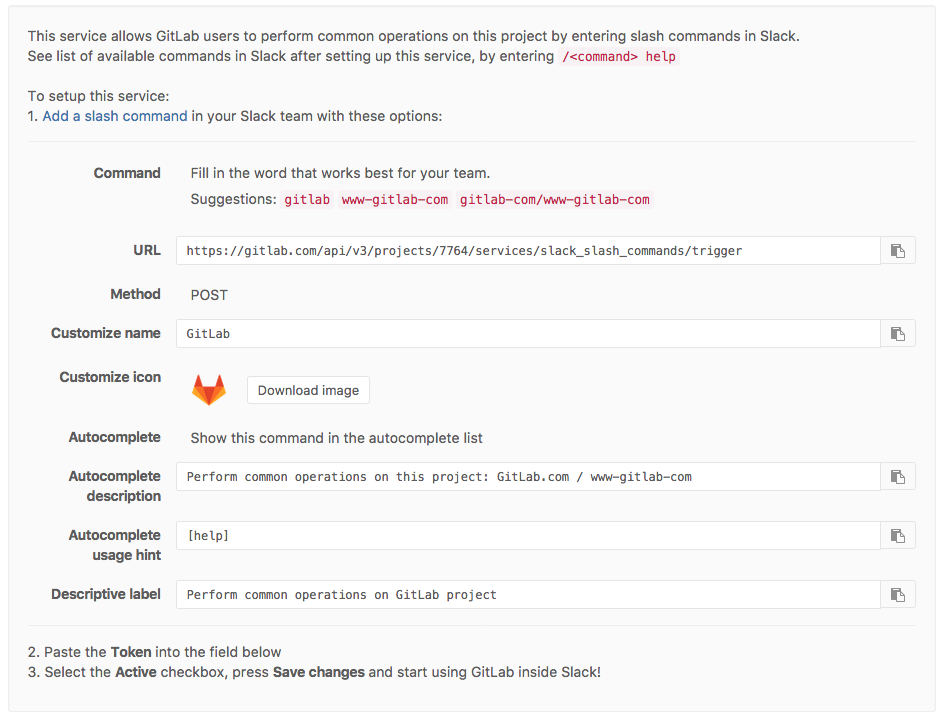 This service allows GitLab users to perform common operations on this project by entering slash commands in Slack.
See list of available commands in Slack after setting up this service, by entering /<command> help
To setup this service:
1. Add a slash command in your Slack team with these options:
Command Fill in the word that works best for your team.
Suggestions: gitlab www-gitlab-com gitlab-com/www-gitlab-com
URL https://gitlab.com/api/v3/projects/7764/services/slack_slash_commands/trigger
Method POST
Customize name GitLab
Customize icon Download image
Autocomplete Show this command in the autocomplete list
Autocomplete description Perform common operations on this project: GitLab.com / www-gitlab-com
Autocomplete usage hint [help]
Descriptive label Perform common operations on GitLab project
2. Paste the Token into the field below
3. Select the Active checkbox, press Save changes and start using GitLab inside Slack!